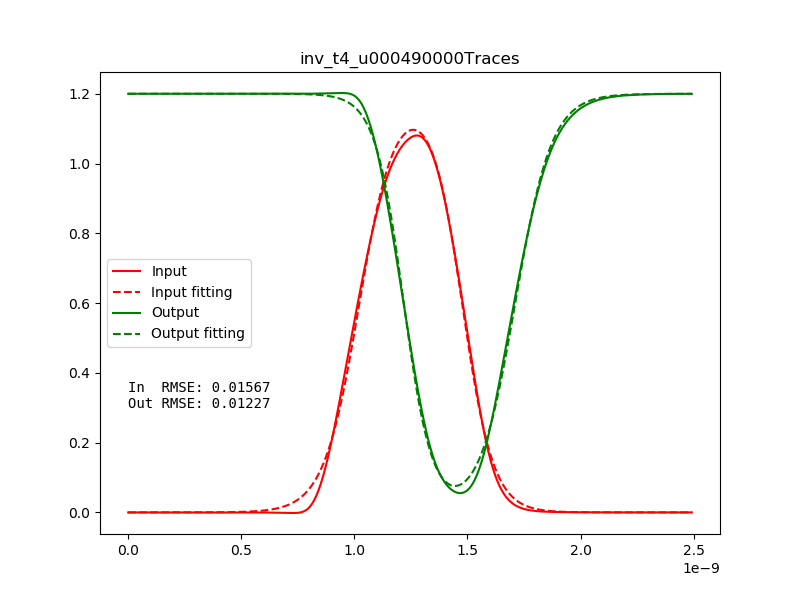 inv_t4_u000490000Traces
1.2
1.0
0.8
0.6
0.4
0.2
0.0
Input
Input fitting
Output
Output fitting
In  RMSE: 0.01567
Out RMSE: 0.01227
0.0 0.5 1.0 1.5 2.0 2.5
1e−9